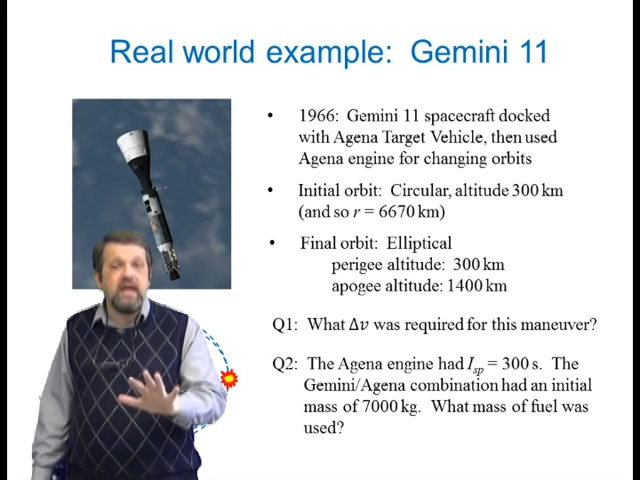 Real world example: Gemini 11
• 1966: Gemini 11 spacecraft docked
with Agena Target Vehicle, then used
Agena engine for changing orbits
• Initial orbit: Circular, altitude 300 km
(and so r = 6670 km)
• Final orbit: Elliptical
perigee altitude: 300 km
apogee altitude: 1400 km
Q1: What Δv was required for this maneuver?
Q2: The Agena engine had Isp = 300 s. The
Gemini/Agena combination had an initial
mass of 7000 kg. What mass of fuel was
used?